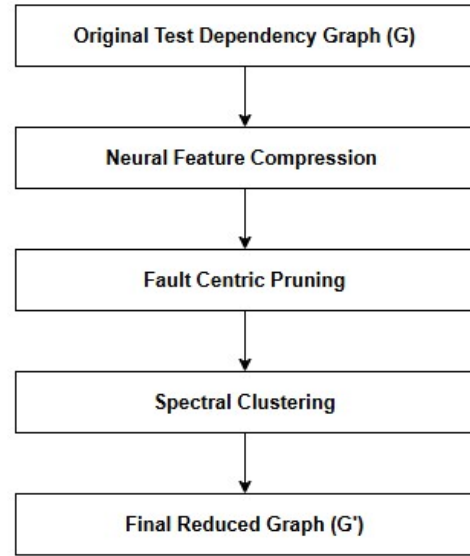 Original Test Dependency Graph (G)
Neural Feature Compression
Fault Centric Pruning
Spectral Clustering
Final Reduced Graph (G')